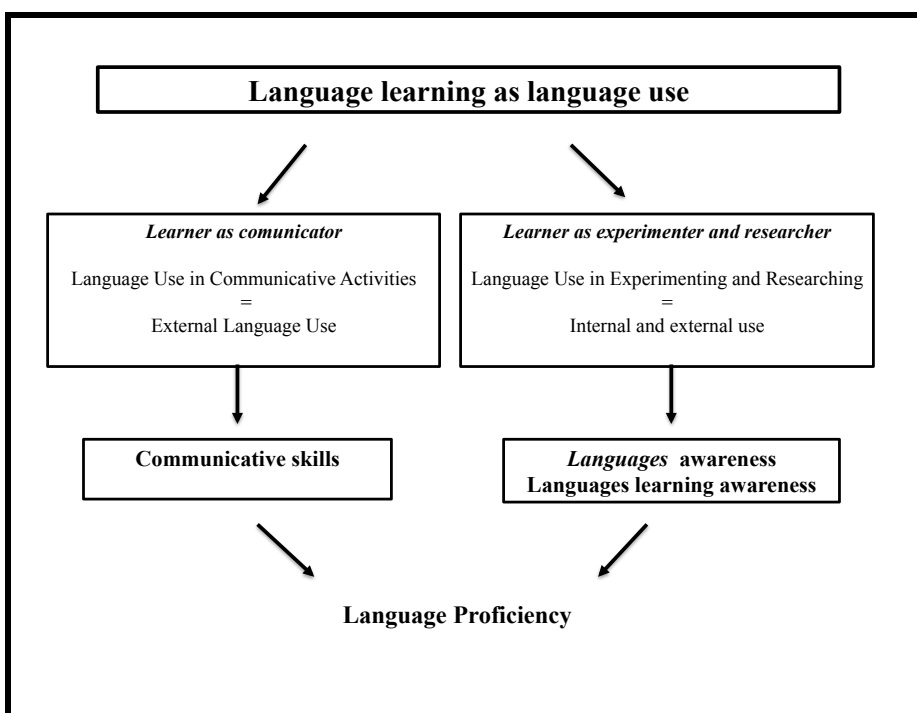 Language learning as language use
Learner as comunicator
Language Use in Communicative Activities
=
External Language Use
Learner as experimenter and researcher
Language Use in Experimenting and Researching
=
Internal and external use
Communicative skills
Languages awareness
Languages learning awareness
Language Proficiency